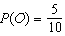 P(O) = 5/10